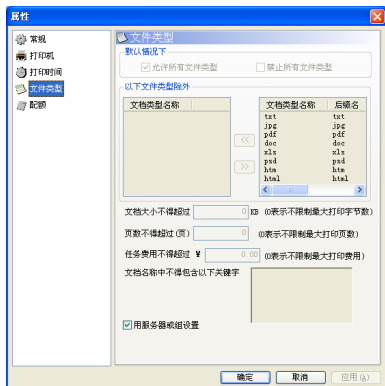 属性
常规
打印机
打印时间
文件类型
配额
文件类型
默认情况下
允许所有文件类型
禁止所有文件类型
以下文件类型除外
文档类型名称
文档类型名称 后缀名
txt txt
jpg jpg
pdf pdf
doc doc
xls xls
psd psd
htm htm
html html
<<
>>
文档大小不得超过 0 KB (0表示不限制最大打印字节数)
页数不得超过(页) 0 (0表示不限制最大打印页数)
任务费用不得超过 ¥ 0.00 (0表示不限制最大打印费用)
文档名称中不得包含以下关键字
用服务器或组设置
确定 取消 应用(A)